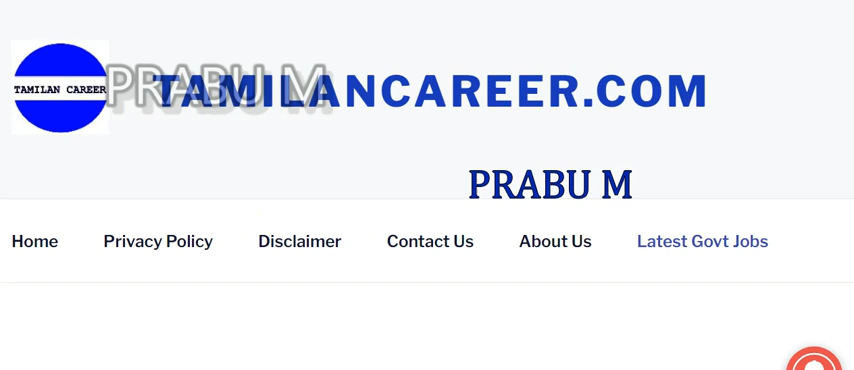 TAMILAN CAREER
PRABU M
TAMILANCAREER.COM
PRABU M
Home Privacy Policy Disclaimer Contact Us About Us Latest Govt Jobs